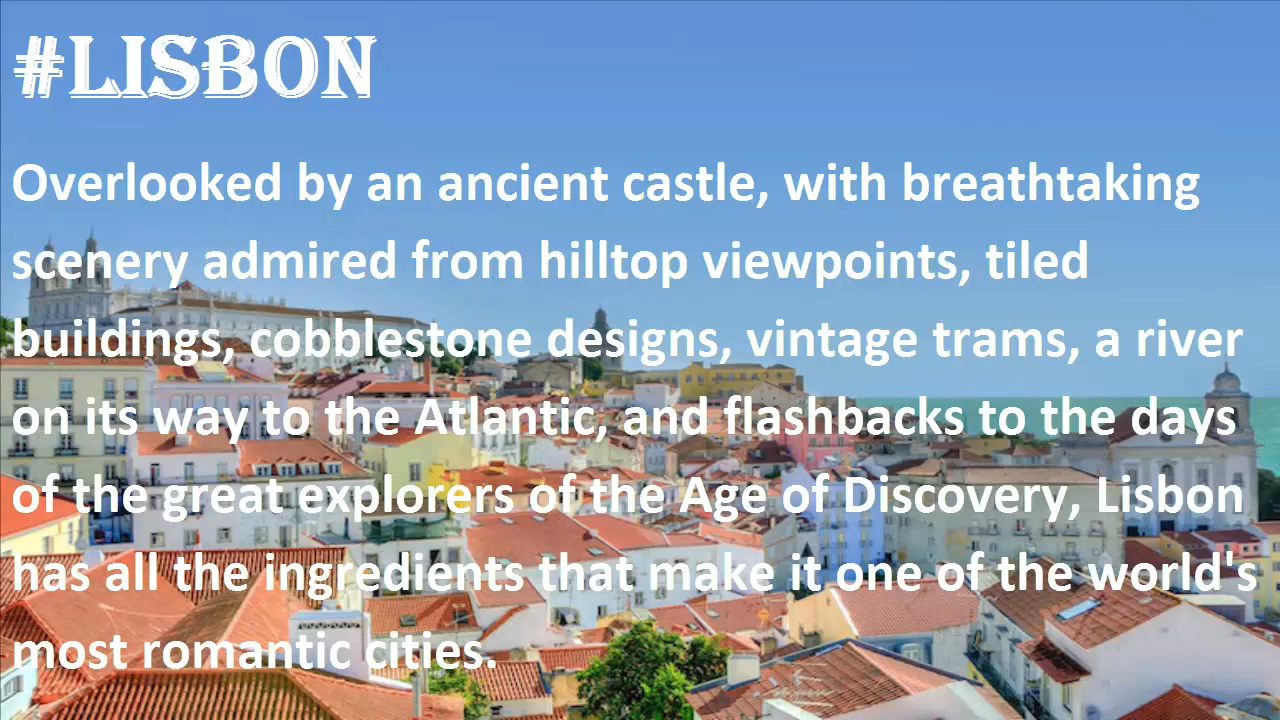 #LISBON
Overlooked by an ancient castle, with breathtaking
scenery admired from hilltop viewpoints, tiled
buildings, cobblestone designs, vintage trams, a river
on its way to the Atlantic, and flashbacks to the days
of the great explorers of the Age of Discovery, Lisbon
has all the ingredients that make it one of the world's
most romantic cities.